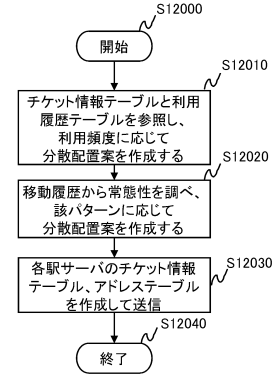 S12000
開始
S12010
チケット情報テーブルと利用
履歴テーブルを参照し、
利用頻度に応じて
分散配置案を作成する
S12020
移動履歴から常態性を調べ、
該パターンに応じて
分散配置案を作成する
S12030
各駅サーバのチケット情報
テーブル、アドレステーブル
を作成して送信
S12040
終了